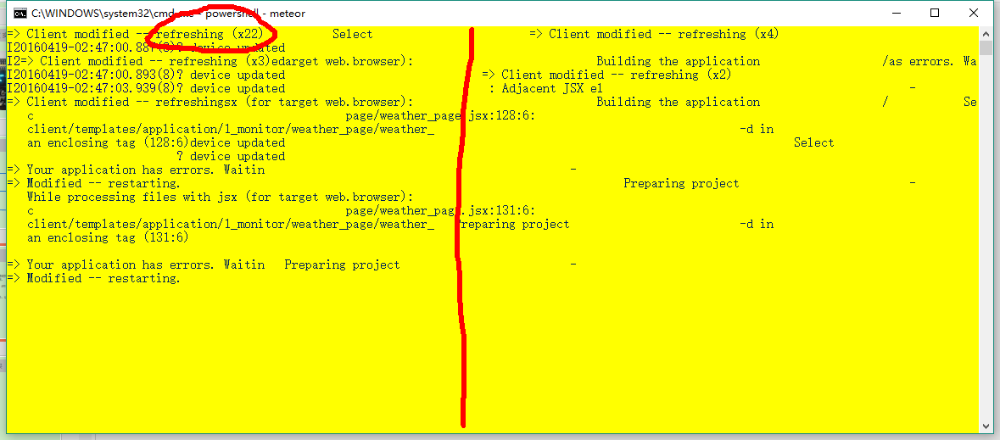 C:\WINDOWS\system32\cmd.exe - powershell - meteor
=> Client modified -- refreshing (x22) Select => Client modified -- refreshing (x4)
I20160419-02:47:00.887(8)? device updated
I2=> Client modified -- refreshing (x3)edarget web.browser): Building the application /as errors. Wa
I20160419-02:47:00.893(8)? device updated => Client modified -- refreshing (x2)
I20160419-02:47:03.939(8)? device updated : Adjacent JSX el -
=> Client modified -- refreshingsx (for target web.browser): Building the application / Se
c page/weather_page.jsx:128:6:
client/templates/application/l_monitor/weather_page/weather_ -d in
an enclosing tag (128:6)device updated Select
? device updated
=> Your application has errors. Waitin -
=> Modified -- restarting. Preparing project -
While processing files with jsx (for target web.browser):
c page/weather_page.jsx:131:6:
client/templates/application/l_monitor/weather_page/weather_ Preparing project -d in
an enclosing tag (131:6)
=> Your application has errors. Waitin Preparing project -
=> Modified -- restarting.